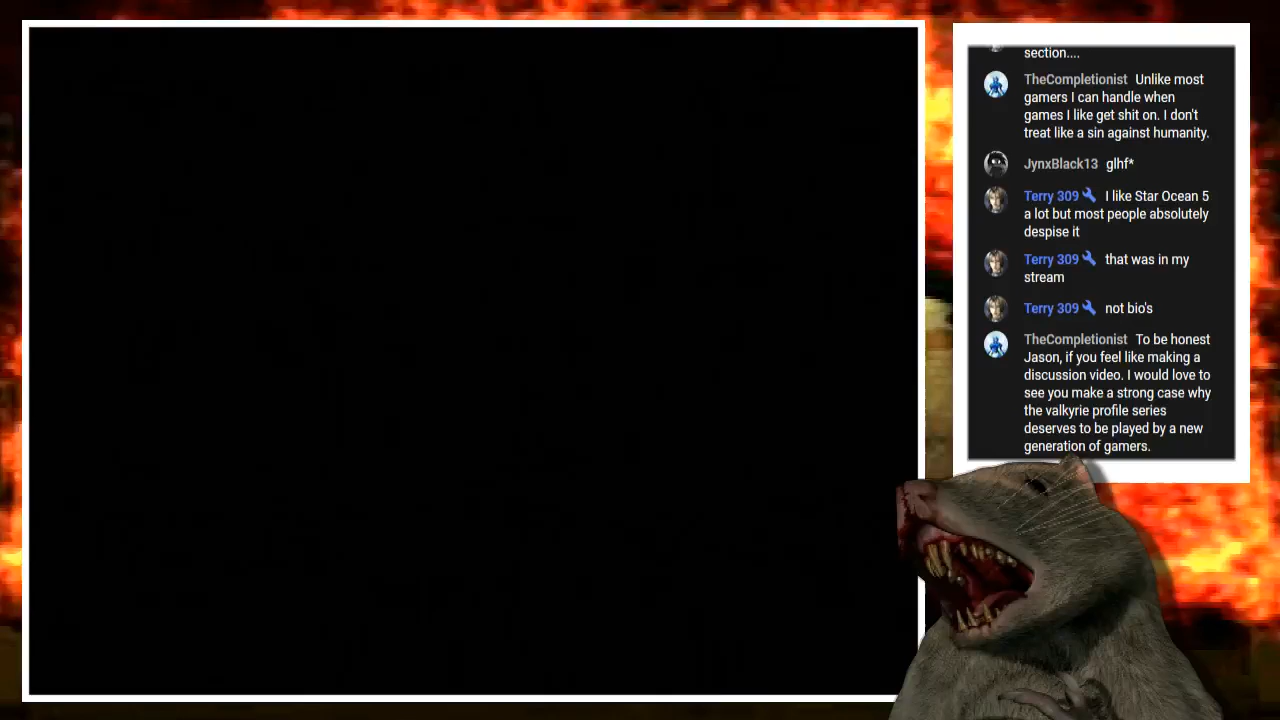 section....
TheCompletionist Unlike most
gamers I can handle when
games I like get shit on. I don't
treat like a sin against humanity.
JynxBlack13 glhf*
Terry 309 I like Star Ocean 5
a lot but most people absolutely
despise it
Terry 309 that was in my
stream
Terry 309 not bio's
TheCompletionist To be honest
Jason, if you feel like making a
discussion video. I would love to
see you make a strong case why
the valkyrie profile series
deserves to be played by a new
generation of gamers.